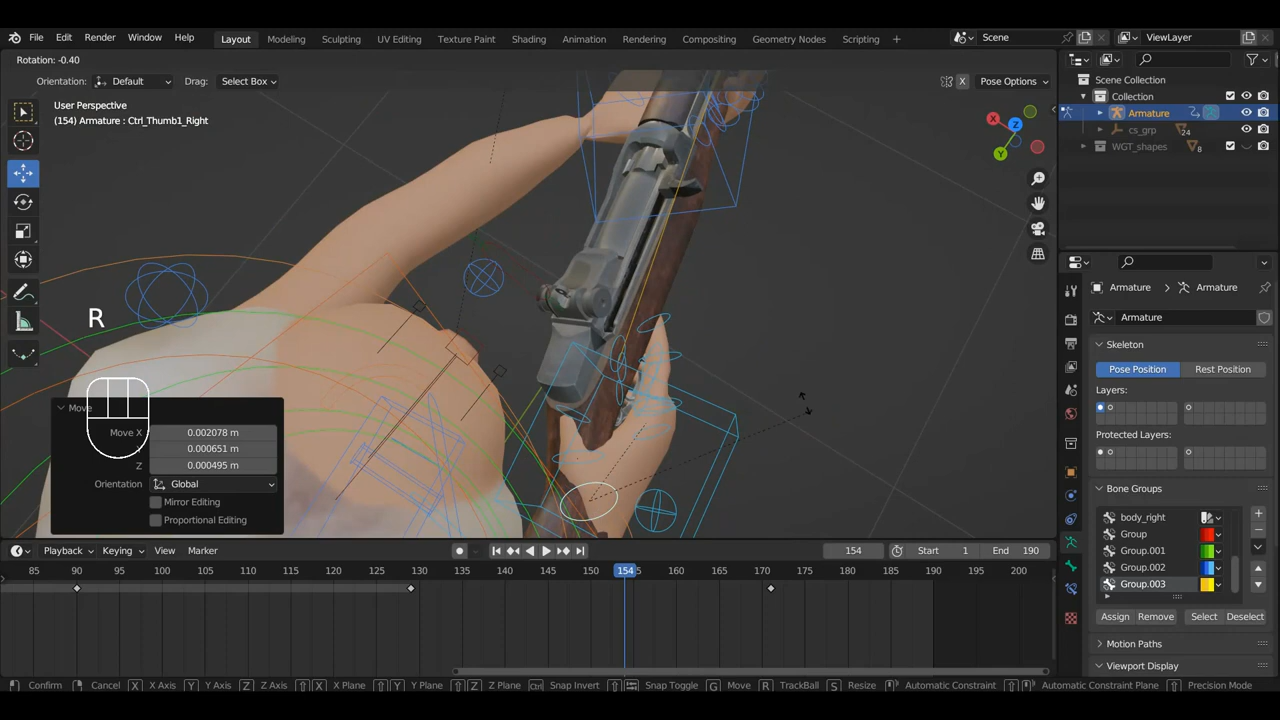 File Edit Render Window Help Layout Modeling Sculpting UV Editing Texture Paint Shading Animation Rendering Compositing Geometry Nodes Scripting + Scene ViewLayer
Rotation: -0.40
Orientation: Default Drag: Select Box X Pose Options
User Perspective
(154) Armature : Ctrl_Thumb1_Right
Scene Collection
Collection
Armature
cs_grp 24
WGT_shapes 8
X Z Y
R
Armature > Armature
Armature
Skeleton
Pose Position Rest Position
Layers:
Protected Layers:
Bone Groups
body_right
Group
Group.001
Group.002
Group.003
Assign Remove Select Deselect
Motion Paths
Viewport Display
Move
Move X 0.002078 m
0.000651 m
Z 0.000495 m
Orientation Global
Mirror Editing
Proportional Editing
Playback Keying View Marker 154 Start 1 End 190
85 90 95 100 105 110 115 120 125 130 135 140 145 150 154 5 160 165 170 175 180 185 190 195 200
Confirm Cancel X X Axis Y Y Axis Z Z Axis X X Plane Y Y Plane Z Z Plane Ctrl Snap Invert Snap Toggle G Move R TrackBall S Resize Automatic Constraint Automatic Constraint Plane Precision Mode